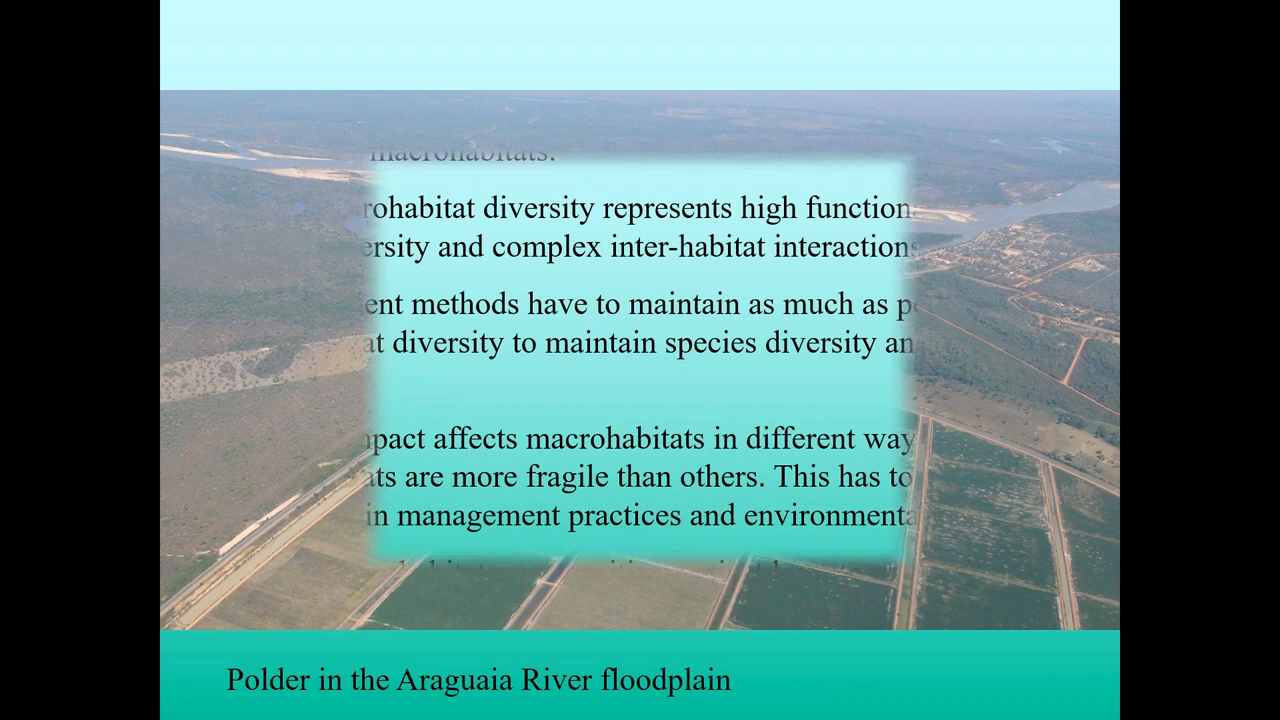 macrohabitats.
rohabitat diversity represents high function
ersity and complex inter-habitat interactions
ent methods have to maintain as much as p
at diversity to maintain species diversity an
pact affects macrohabitats in different way
ats are more fragile than others. This has to
in management practices and environmenta
Polder in the Araguaia River floodplain